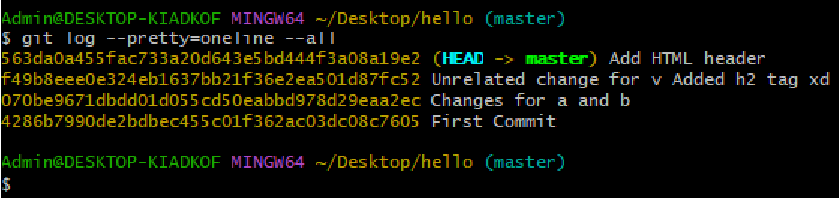 Admin@DESKTOP-KIADKOF MINGW64 ~/Desktop/hello (master)
$ git log --pretty=oneline --all
563da0a455fac733a20d643e5bd444f3a08a19e2 (HEAD -> master) Add HTML header
f49b8eee0e324eb1637bb21f36e2ea501d87fc52 Unrelated change for v Added h2 tag xd
070be9671dbdd01d055cd50eabbd978d29eaa2ec Changes for a and b
4286b7990de2bdbec455c01f362ac03dc08c7605 First Commit
Admin@DESKTOP-KIADKOF MINGW64 ~/Desktop/hello (master)
$